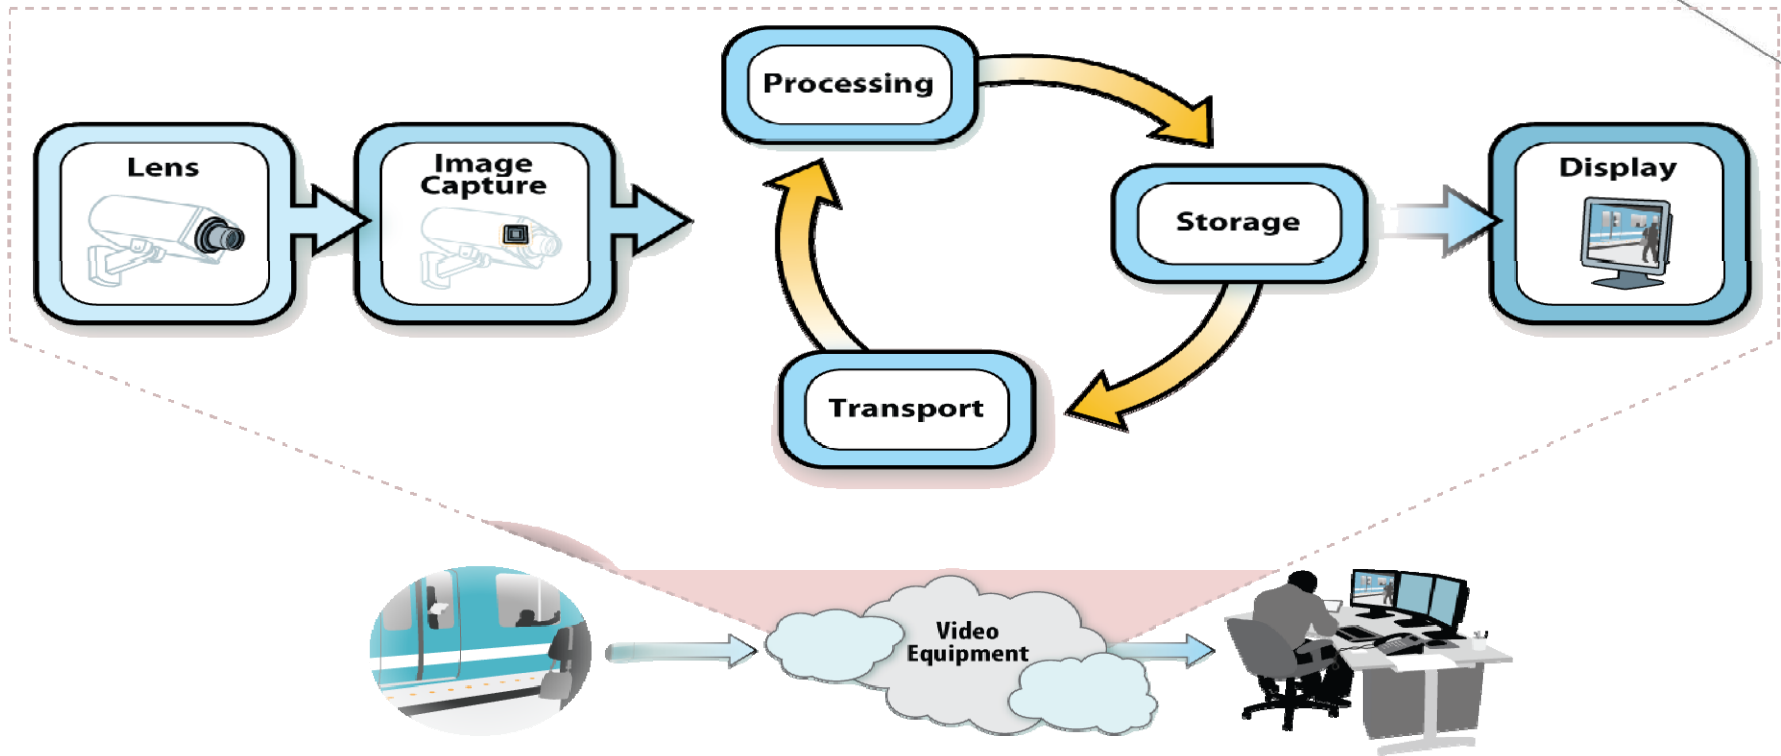 Lens
Image
Capture
Processing
Storage
Transport
Display
Video
Equipment